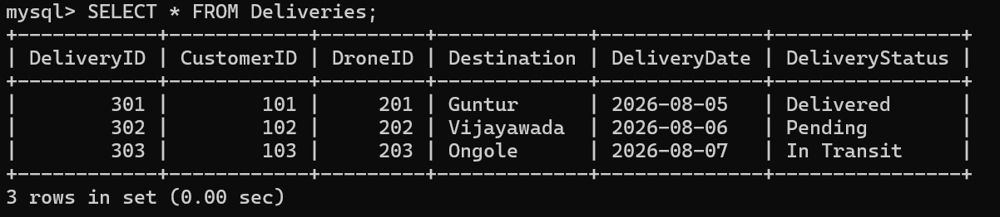 mysql> SELECT * FROM Deliveries;
+------------+------------+---------+-------------+--------------+----------------+
| DeliveryID | CustomerID | DroneID | Destination | DeliveryDate | DeliveryStatus |
+------------+------------+---------+-------------+--------------+----------------+
|        301 |        101 |     201 | Guntur      | 2026-08-05   | Delivered      |
|        302 |        102 |     202 | Vijayawada  | 2026-08-06   | Pending        |
|        303 |        103 |     203 | Ongole      | 2026-08-07   | In Transit     |
+------------+------------+---------+-------------+--------------+----------------+
3 rows in set (0.00 sec)